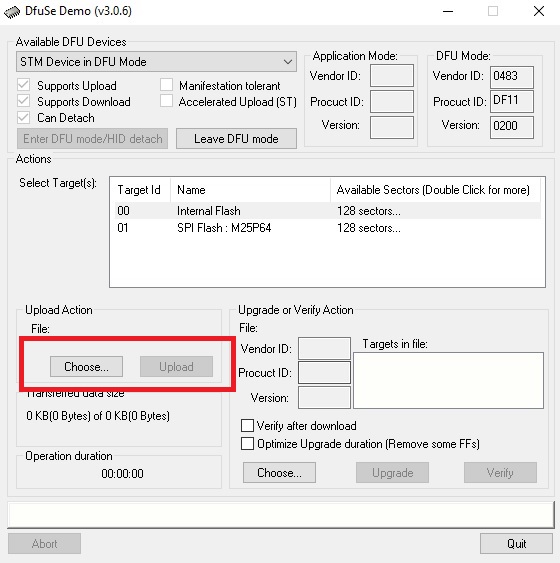 DfuSe Demo (v3.0.6)
Available DFU Devices
STM Device in DFU Mode
Supports Upload
Manifestation tolerant
Supports Download
Accelerated Upload (ST)
Can Detach
Enter DFU mode/HID detach
Leave DFU mode
Application Mode:
Vendor ID:
Procuct ID:
Version:
DFU Mode:
Vendor ID: 0483
Procuct ID: DF11
Version: 0200
Actions
Select Target(s):
Target Id Name Available Sectors (Double Click for more)
00 Internal Flash 128 sectors...
01 SPI Flash : M25P64 128 sectors...
Upload Action
File:
Choose... Upload
Transferred data size
0 KB(0 Bytes) of 0 KB(0 Bytes)
Operation duration
00:00:00
Upgrade or Verify Action
File:
Vendor ID:
Procuct ID:
Version:
Targets in file:
Verify after download
Optimize Upgrade duration (Remove some FFs)
Choose... Upgrade Verify
Abort Quit